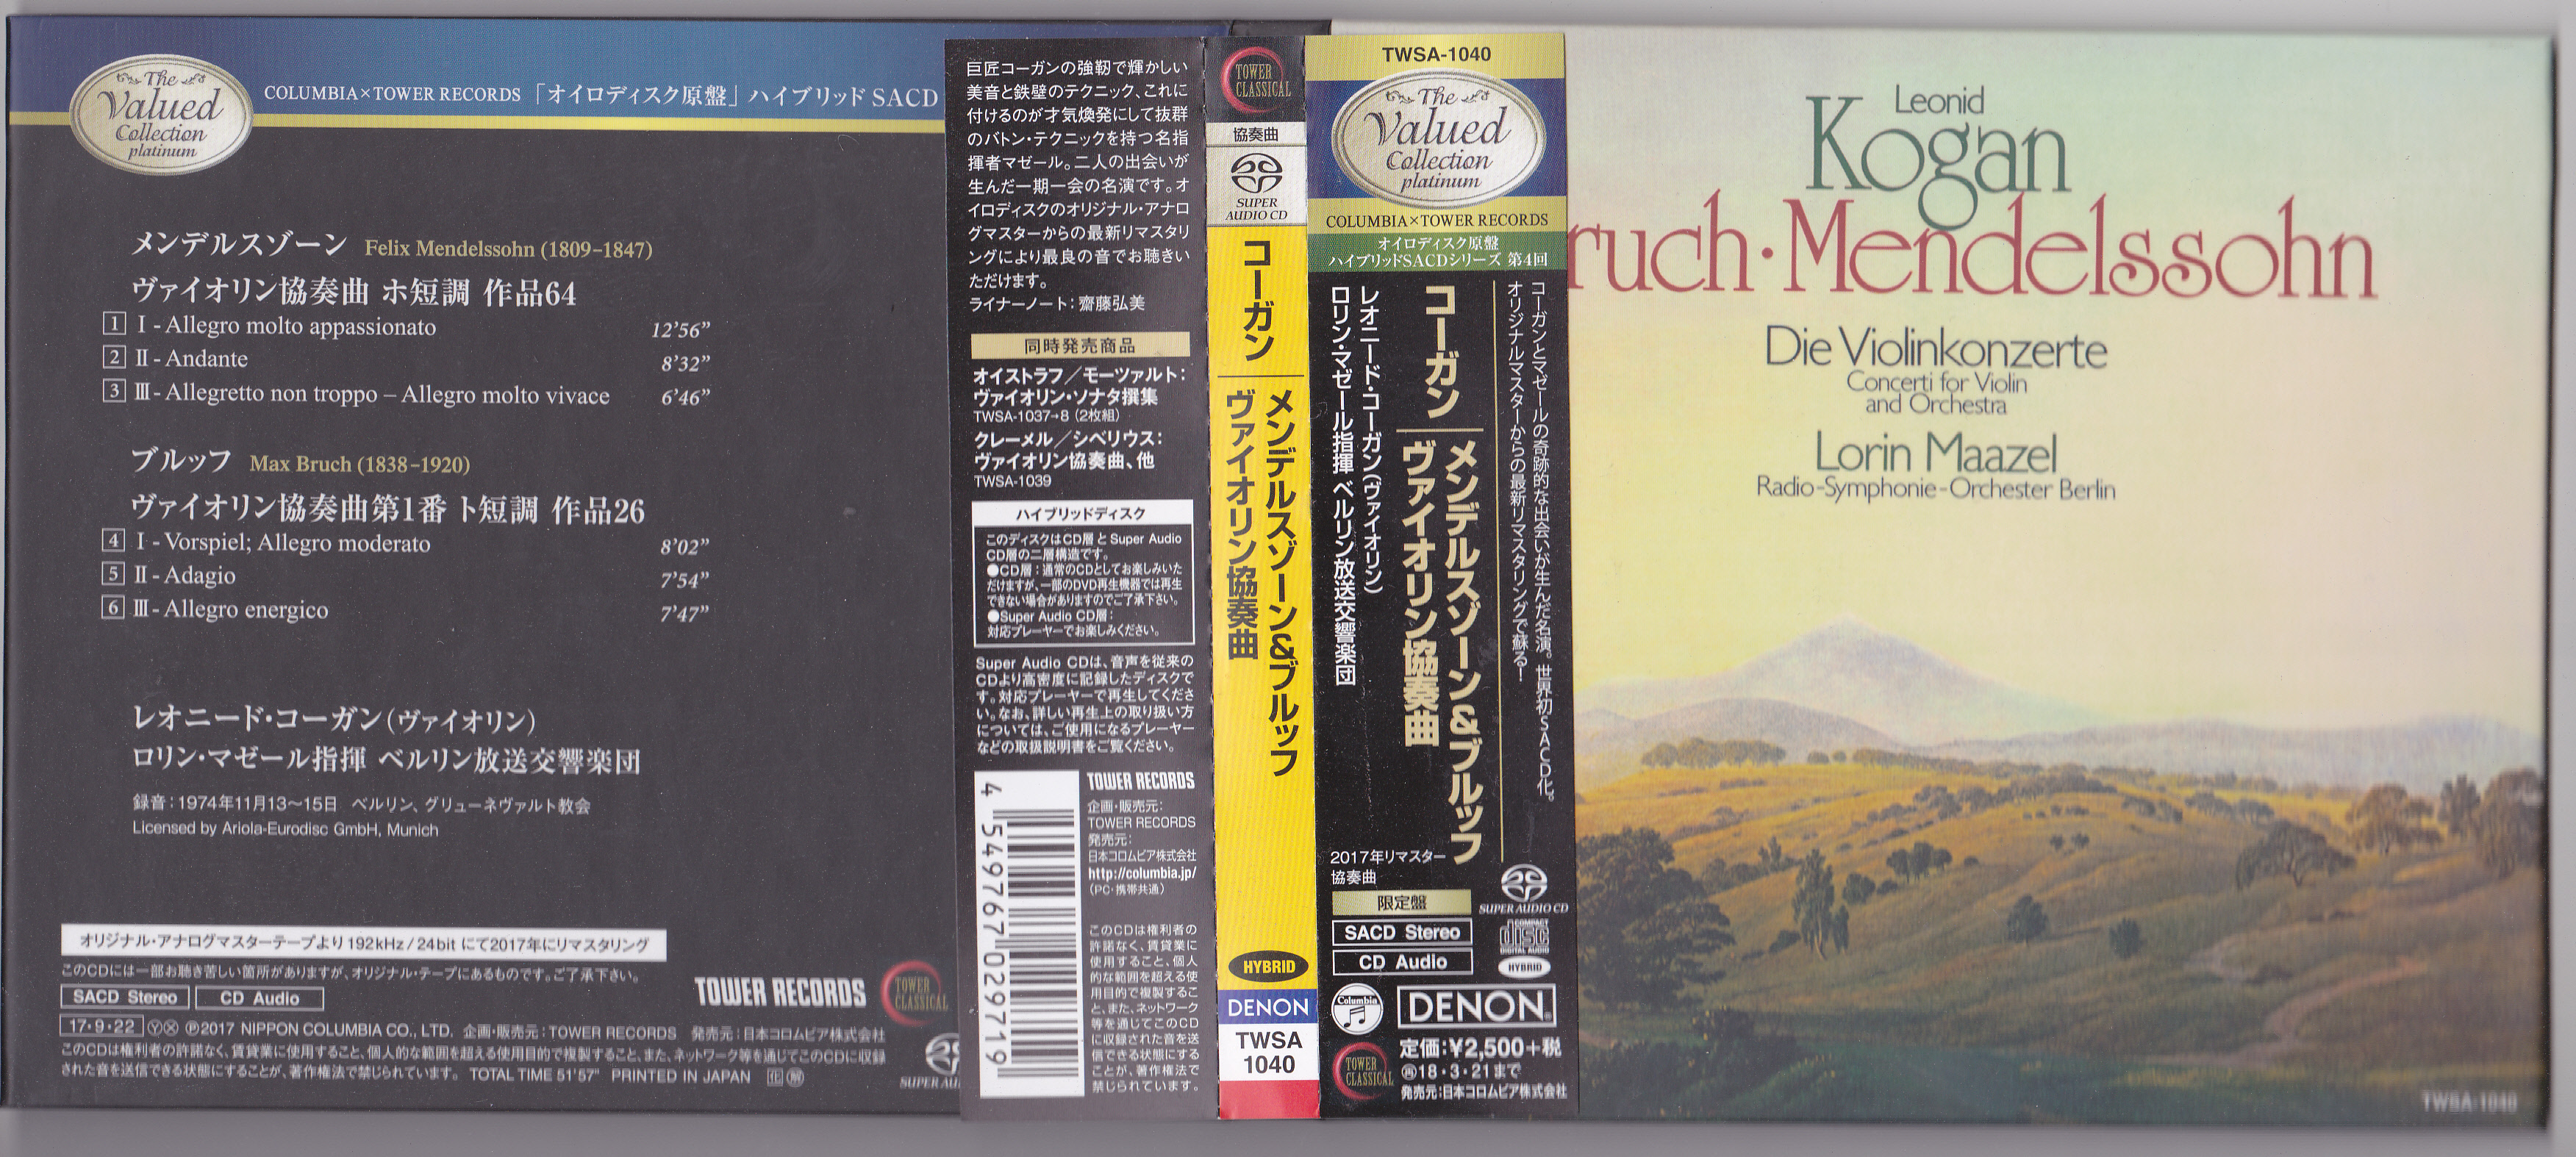 The
Valued
Collection
platinum
COLUMBIA×TOWER RECORDS 「オイロディスク原盤」ハイブリッド SACD
メンデルスゾーン Felix Mendelssohn (1809–1847)
ヴァイオリン協奏曲 ホ短調 作品64
1 Ⅰ - Allegro molto appassionato 12’56”
2 Ⅱ - Andante 8’32”
3 Ⅲ - Allegretto non troppo – Allegro molto vivace 6’46”
ブルッフ Max Bruch (1838–1920)
ヴァイオリン協奏曲第1番 ト短調 作品26
4 Ⅰ - Vorspiel; Allegro moderato 8’02”
5 Ⅱ - Adagio 7’54”
6 Ⅲ - Allegro energico 7’47”
レオニード・コーガン（ヴァイオリン）
ロリン・マゼール指揮 ベルリン放送交響楽団
録音：1974年11月13〜15日 ベルリン、グリューネヴァルト教会
Licensed by Ariola-Eurodisc GmbH, Munich
オリジナル・アナログマスターテープより192kHz / 24bit にて2017年にリマスタリング
このCDには一部お聴き苦しい箇所がありますが、オリジナル・テープにあるものです。ご了承下さい。
SACD Stereo CD Audio
TOWER RECORDS
TOWER
CLASSICAL
17・9・22 ⓎⓍ Ⓟ2017 NIPPON COLUMBIA CO., LTD. 企画・販売元：TOWER RECORDS 発売元：日本コロムビア株式会社
このCDは権利者の許諾なく、賃貸業に使用すること、個人的な範囲を超える使用目的で複製すること、また、ネットワーク等を通じてこのCDに収録
された音を送信できる状態にすることが、著作権法で禁じられています。 TOTAL TIME 51’57” PRINTED IN JAPAN
SUPER AU
巨匠コーガンの強靭で輝かしい
美音と鉄壁のテクニック、これに
付けるのが才気煥発にして抜群
のバトン・テクニックを持つ名指
揮者マゼール。二人の出会いが
生んだ一期一会の名演です。オ
イロディスクのオリジナル・アナロ
グマスターからの最新リマスタリ
ングにより最良の音でお聴きい
ただけます。
ライナーノート：齋藤弘美
同時発売商品
オイストラフ／モーツァルト：
ヴァイオリン・ソナタ撰集
TWSA-1037→8（2枚組）
クレーメル／シベリウス：
ヴァイオリン協奏曲、他
TWSA-1039
ハイブリッドディスク
このディスクはCD層とSuper Audio
CD層の二層構造です。
●CD層：通常のCDとしてお楽しみいた
だけますが、一部のDVD再生機器では再生
できない場合がありますのでご了承下さい。
●Super Audio CD層：
対応プレーヤーでお楽しみください。
Super Audio CDは、音声を従来の
CDより高密度に記録したディスクで
す。対応プレーヤーで再生してくださ
い。なお、詳しい再生上の取り扱い方
については、ご使用になるプレーヤー
などの取扱説明書をご覧ください。
4 549767 029719
TOWER RECORDS
企画・販売元：
TOWER RECORDS
発売元：
日本コロムビア株式会社
http://columbia.jp/
（PC・携帯共通）
このCDは権利者の
許諾なく、賃貸業に
使用すること、個人
的な範囲を超える使
用目的で複製するこ
と、また、ネットワーク
等を通じてこのCD
に収録された音を送
信できる状態にする
ことが、著作権法で
禁じられています。
TOWER
CLASSICAL
協奏曲
SUPER
AUDIO CD
コーガン
メンデルスゾーン&ブルッフ
ヴァイオリン協奏曲
HYBRID
DENON
TWSA
1040
TWSA-1040
The
Valued
Collection
platinum
COLUMBIA×TOWER RECORDS
オイロディスク原盤
ハイブリッドSACDシリーズ 第4回
コーガンとマゼールの奇跡的な出会いが生んだ名演。世界初SACD化。
オリジナルマスターからの最新リマスタリングで蘇る！
コーガン
メンデルスゾーン&ブルッフ
ヴァイオリン協奏曲
レオニード・コーガン（ヴァイオリン）
ロリン・マゼール指揮 ベルリン放送交響楽団
2017年リマスター
協奏曲
限定盤
SACD Stereo
CD Audio
SUPER AUDIO CD
COMPACT
disc
DIGITAL AUDIO
HYBRID
Columbia
DENON
TOWER
CLASSICAL
定価：¥2,500＋税
㊂18・3・21まで
発売元：日本コロムビア株式会社
Leonid
Kogan
ruch·Mendelssohn
Die Violinkonzerte
Concerti for Violin
and Orchestra
Lorin Maazel
Radio-Symphonie-Orchester Berlin
TWSA-1040